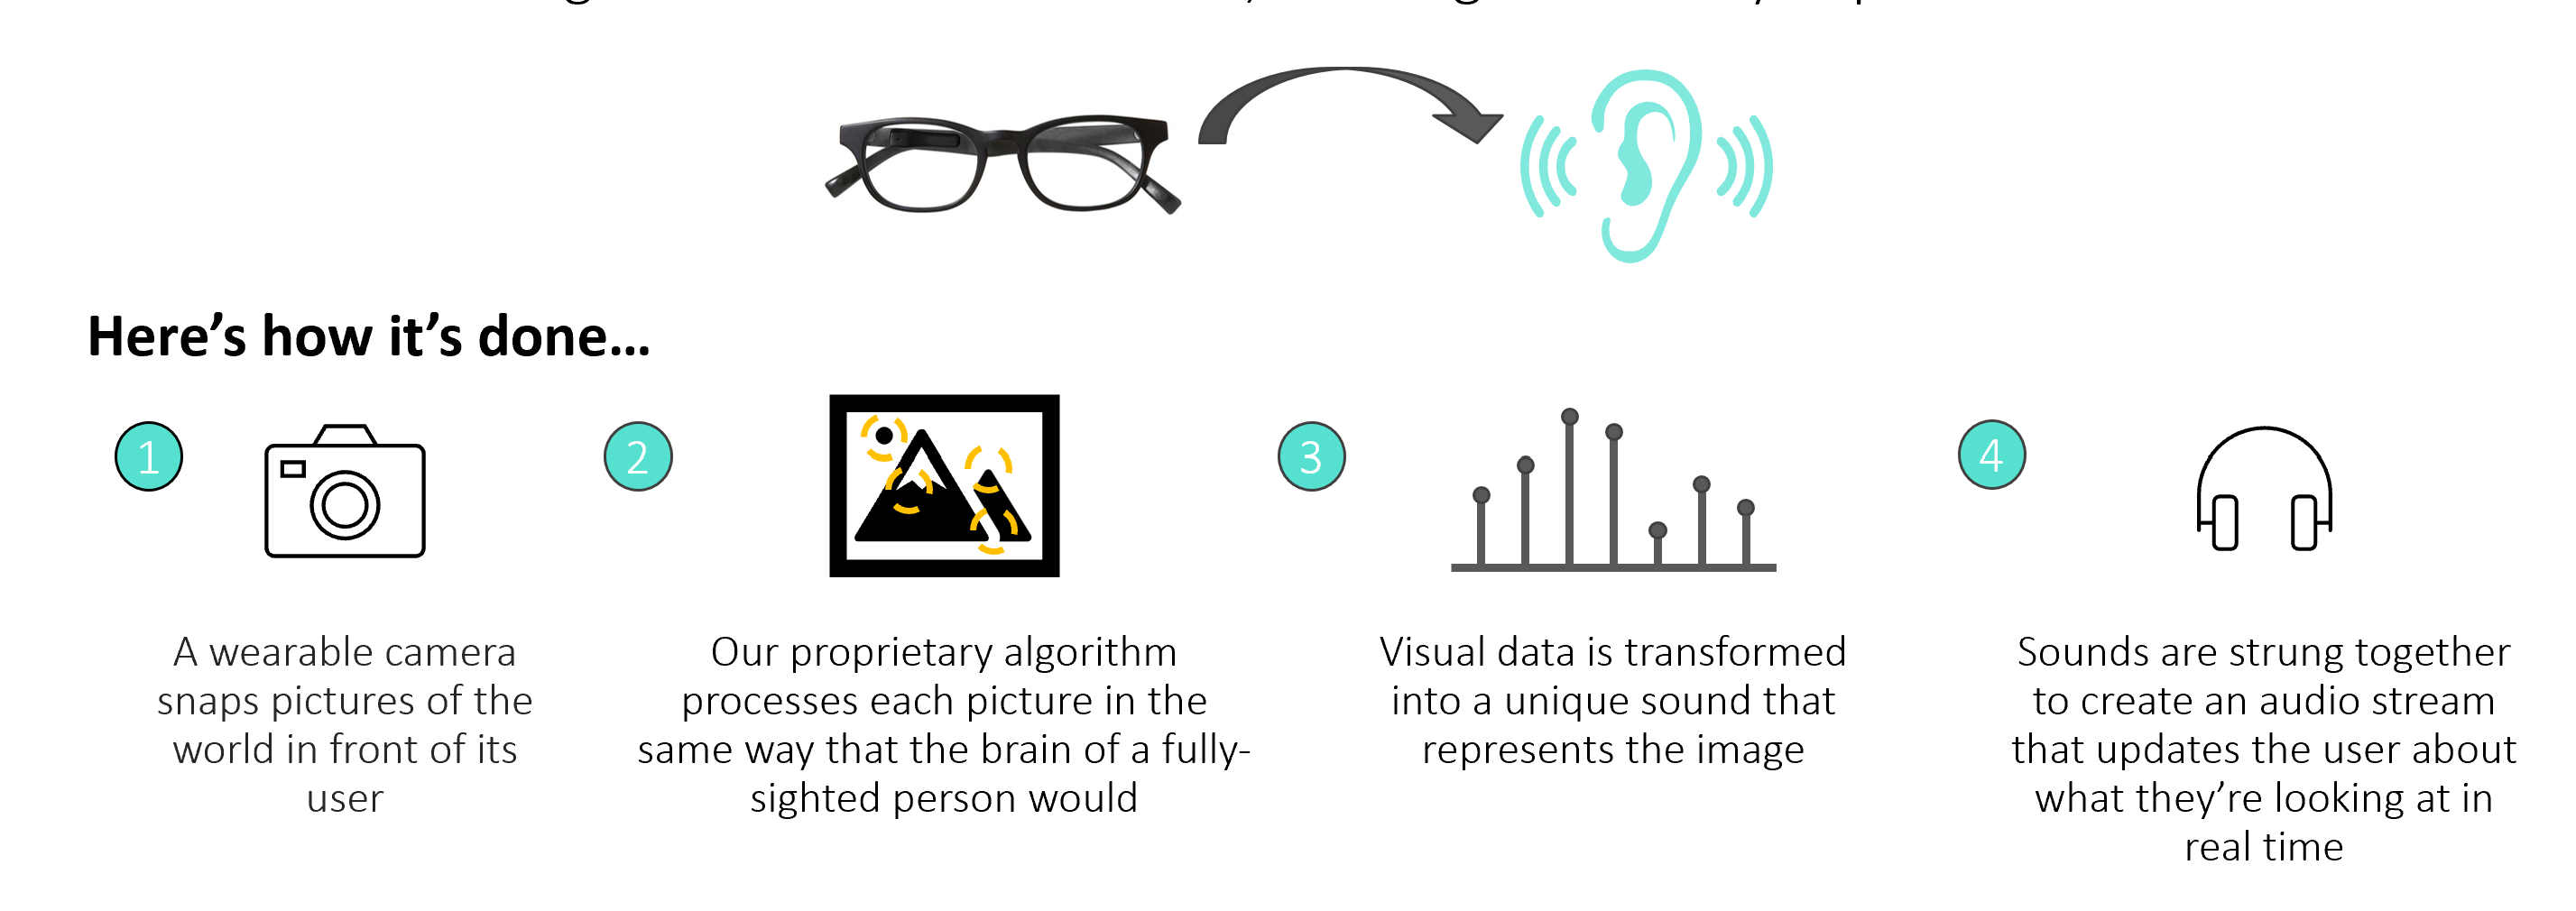 Here’s how it’s done...
1
2
3
4
A wearable camera
snaps pictures of the
world in front of its
user
Our proprietary algorithm
processes each picture in the
same way that the brain of a fully-
sighted person would
Visual data is transformed
into a unique sound that
represents the image
Sounds are strung together
to create an audio stream
that updates the user about
what they’re looking at in
real time